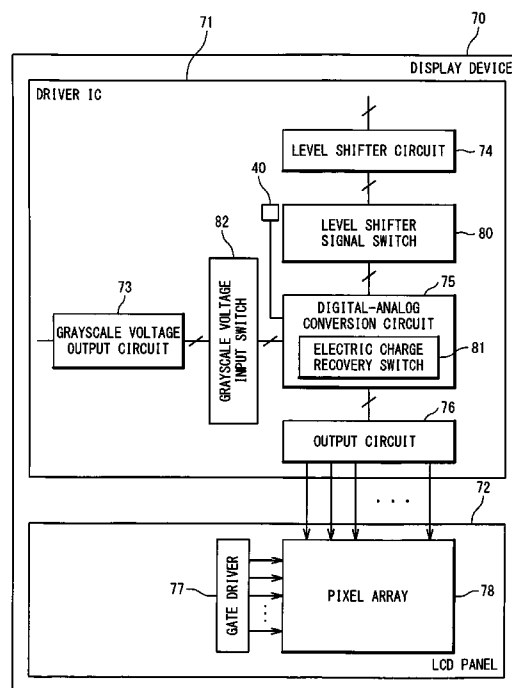 71
70
DISPLAY DEVICE
DRIVER IC
LEVEL SHIFTER CIRCUIT
74
40
82
LEVEL SHIFTER
SIGNAL SWITCH
80
73
75
GRAYSCALE VOLTAGE
OUTPUT CIRCUIT
GRAYSCALE VOLTAGE
INPUT SWITCH
DIGITAL-ANALOG
CONVERSION CIRCUIT
ELECTRIC CHARGE
RECOVERY SWITCH
81
76
OUTPUT CIRCUIT
. . .
72
77
GATE DRIVER
...
PIXEL ARRAY
78
LCD PANEL